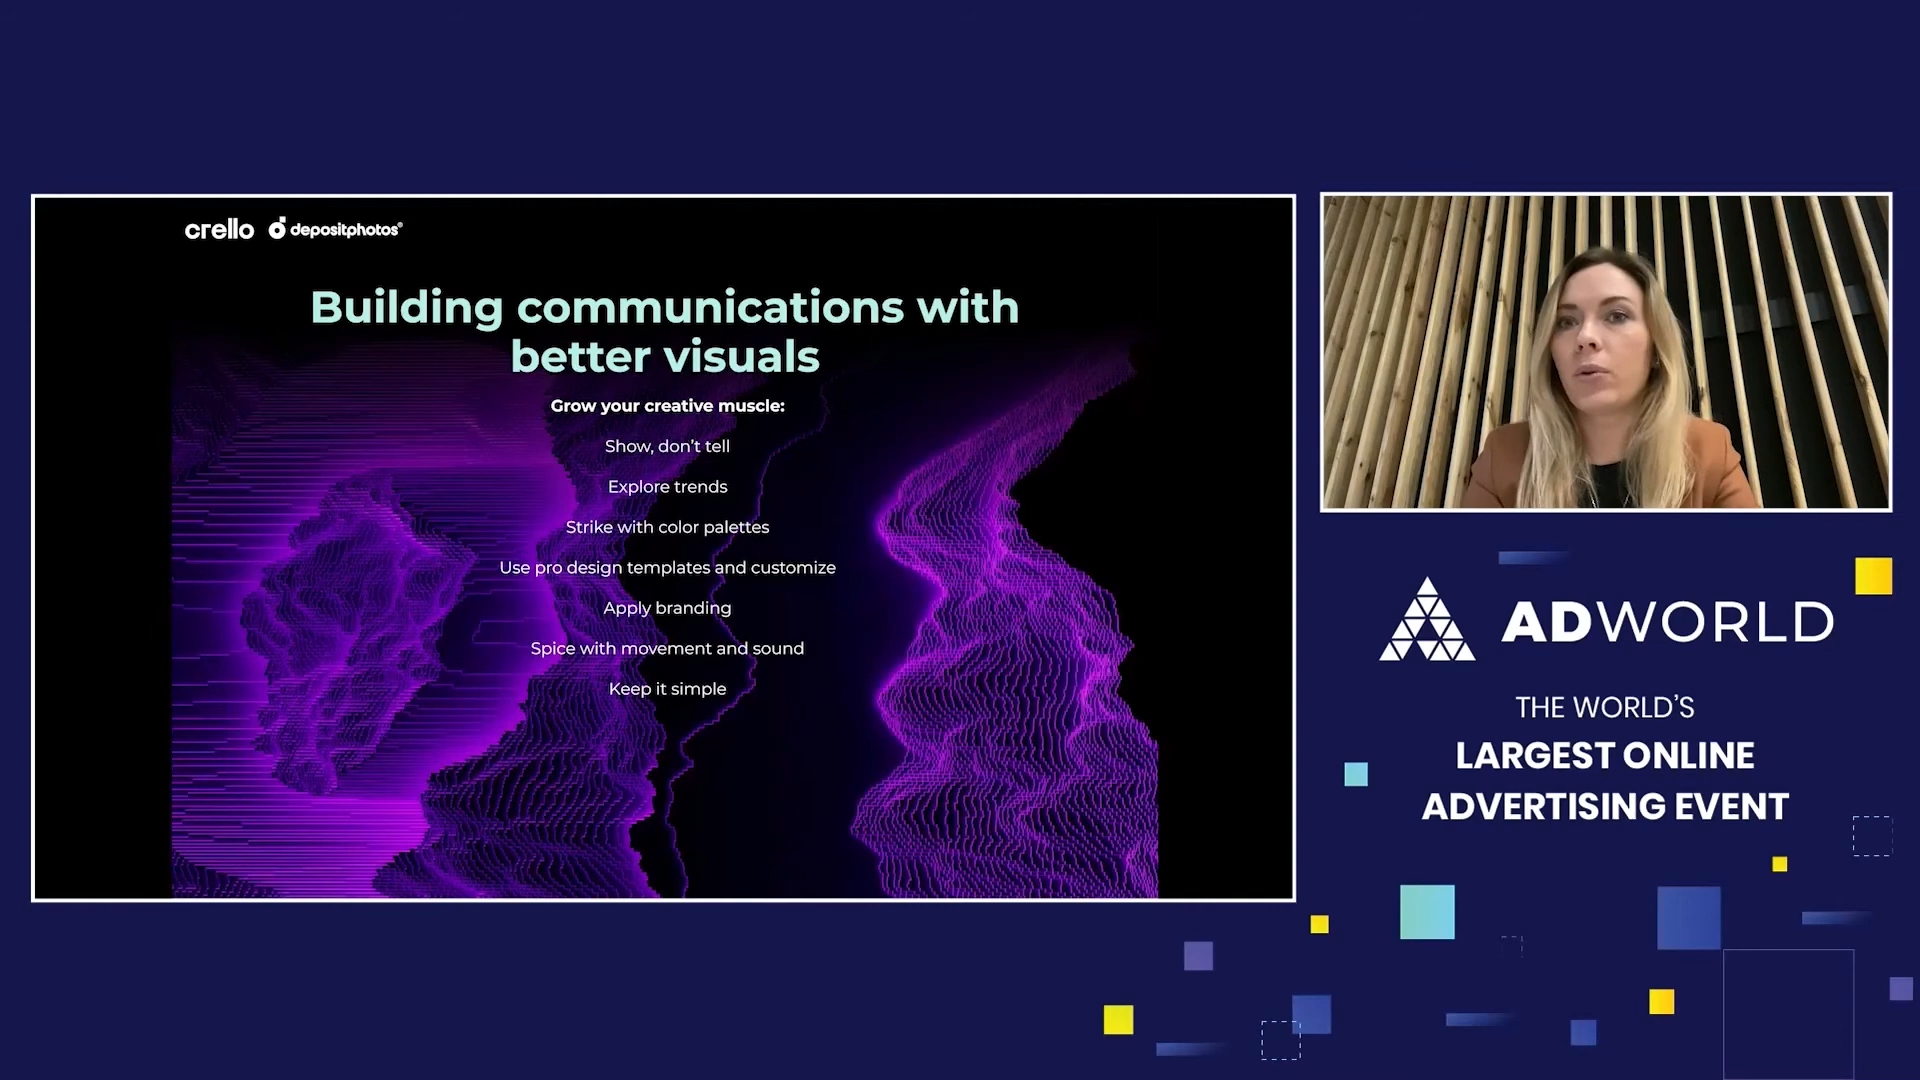 crello depositphotos®
Building communications with
better visuals
Grow your creative muscle:
Show, don't tell
Explore trends
Strike with color palettes
Use pro design templates and customize
Apply branding
Spice with movement and sound
Keep it simple
ADWORLD
THE WORLD'S
LARGEST ONLINE
ADVERTISING EVENT